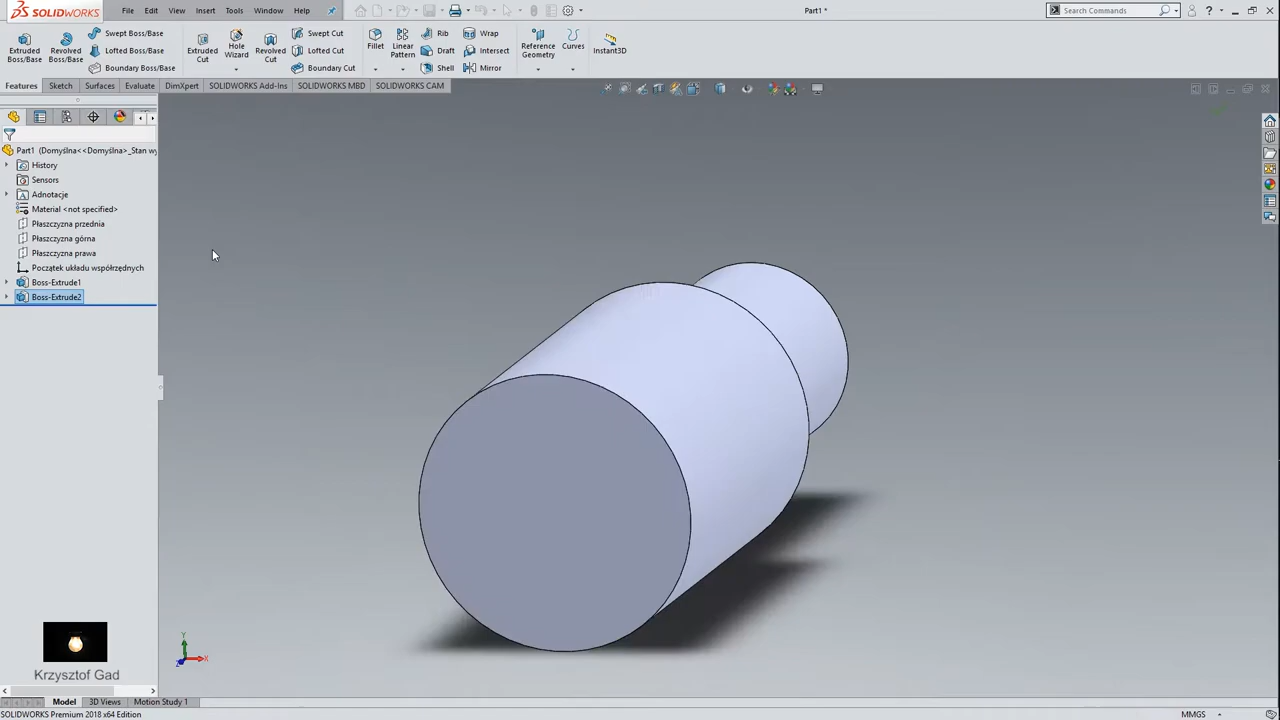 SOLIDWORKS File Edit View Insert Tools Window Help Part1 * Search Commands ?
Extruded Boss/Base Revolved Boss/Base Swept Boss/Base Lofted Boss/Base Boundary Boss/Base Extruded Cut Hole Wizard Revolved Cut Swept Cut Lofted Cut Boundary Cut Fillet Linear Pattern Rib Draft Shell Wrap Intersect Mirror Reference Geometry Curves Instant3D
Features Sketch Surfaces Evaluate DimXpert SOLIDWORKS Add-Ins SOLIDWORKS MBD SOLIDWORKS CAM
Part1 (Domyślna<<Domyślna>_Stan wy
History
Sensors
Adnotacje
Material <not specified>
Płaszczyzna przednia
Płaszczyzna górna
Płaszczyzna prawa
Początek układu współrzędnych
Boss-Extrude1
Boss-Extrude2
Y
Z X
Krzysztof Gad
Model 3D Views Motion Study 1
SOLIDWORKS Premium 2018 x64 Edition MMGS